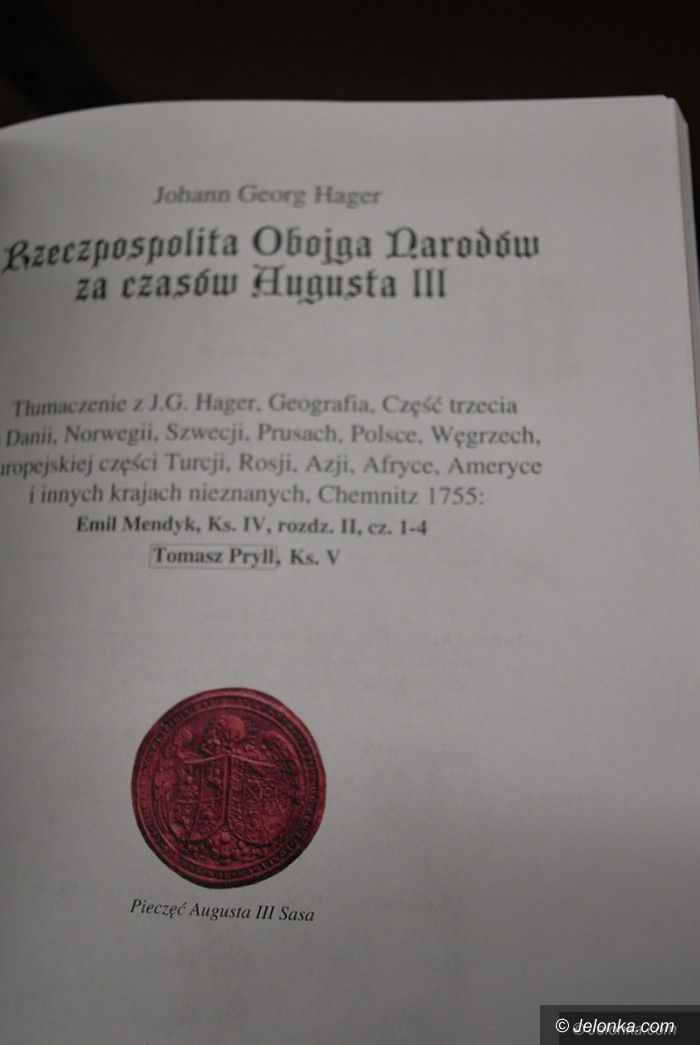 Johann Georg Hager
Rzeczpospolita Obojga Narodów
za czasów Augusta III
Tłumaczenie z J.G. Hager, Geografia, Część trzecia
Danii, Norwegii, Szwecji, Prusach, Polsce, Węgrzech,
uropejskiej części Turcji, Rosji, Azji, Afryce, Ameryce
i innych krajach nieznanych, Chemnitz 1755:
Emil Mendyk, Ks. IV, rozdz. II, cz. 1-4
Tomasz Pryll, Ks. V
Pieczęć Augusta III Sasa
© Jelonka.com